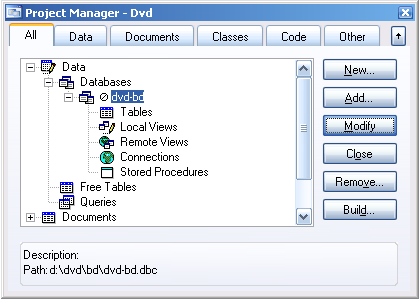 Project Manager - Dvd
All Data Documents Classes Code Other
Data
Databases
dvd-bd
Tables
Local Views
Remote Views
Connections
Stored Procedures
Free Tables
Queries
Documents
New...
Add...
Modify
Close
Remove...
Build...
Description:
Path: d:\dvd\bd\dvd-bd.dbc